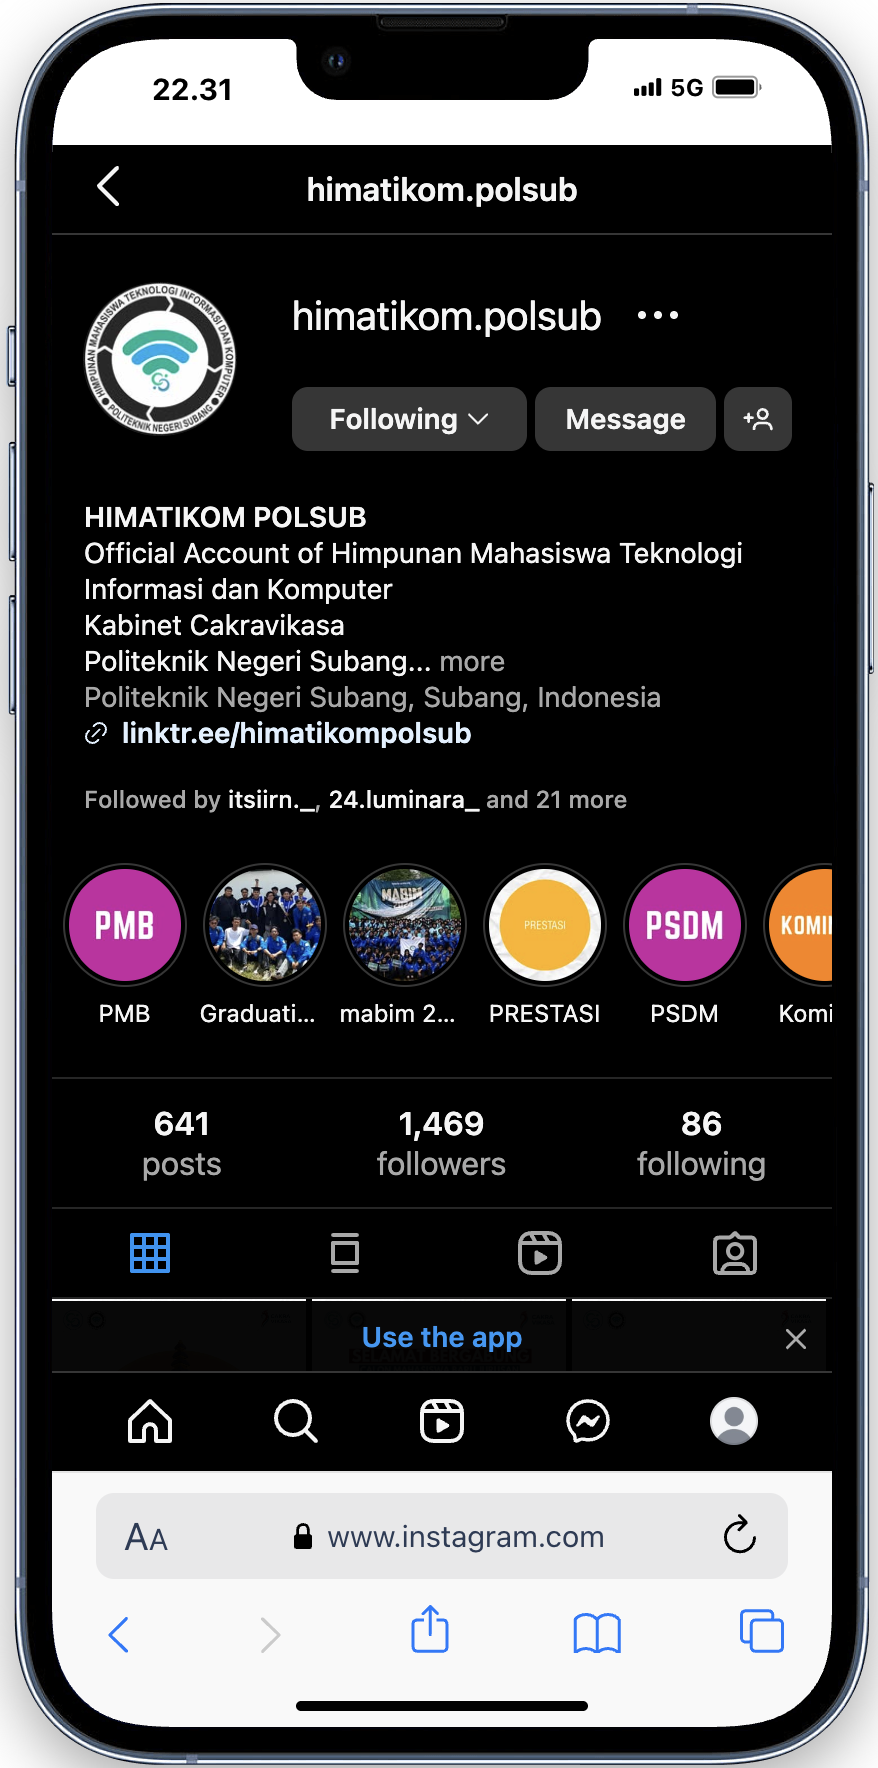 22.31
5G
himatikom.polsub
HIMPUNAN MAHASISWA TEKNOLOGI INFORMASI DAN KOMPUTER
POLITEKNIK NEGERI SUBANG
himatikom.polsub
Following
Message
HIMATIKOM POLSUB
Official Account of Himpunan Mahasiswa Teknologi
Informasi dan Komputer
Kabinet Cakravikasa
Politeknik Negeri Subang... more
Politeknik Negeri Subang, Subang, Indonesia
linktr.ee/himatikompolsub
Followed by itsiirn._, 24.luminara_ and 21 more
PMB
MABIM
PRESTASI
PSDM
KOMI
PMB
Graduati...
mabim 2...
PRESTASI
PSDM
Komi
641
1,469
86
posts
followers
following
Use the app
SELAMAT BERGABUNG
AA
www.instagram.com